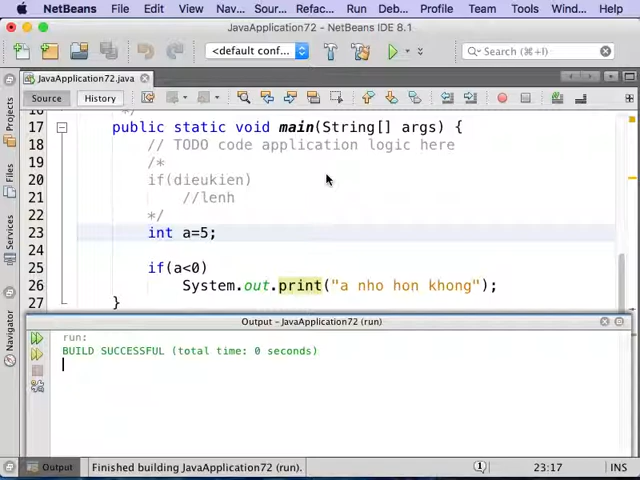 NetBeans File Edit View Nav... Sour... Refa... Run Deb... Profile Team Tools Win...
JavaApplication72 - NetBeans IDE 8.1
<default conf... Search (⌘+I)
JavaApplication72.java
Source History
Projects
Files
Services
Navigator
17 public static void main(String[] args) {
18 // TODO code application logic here
19 /*
20 if(dieukien)
21 //lenh
22 */
23 int a=5;
24
25 if(a<0)
26 System.out.print("a nho hon khong");
27 }
Output - JavaApplication72 (run)
run:
BUILD SUCCESSFUL (total time: 0 seconds)
Output Finished building JavaApplication72 (run). 1 23:17 INS